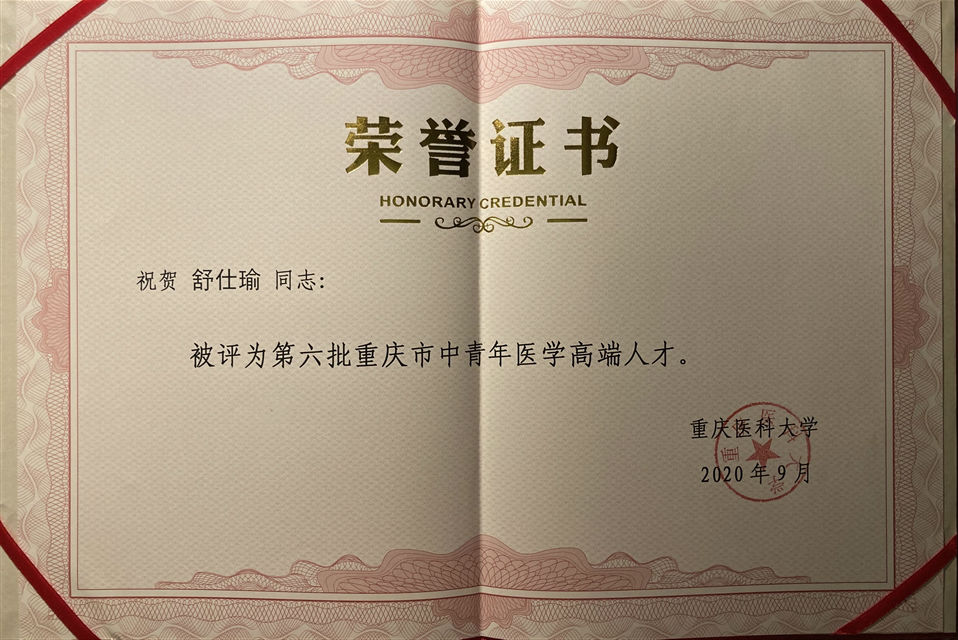 荣誉证书
HONORARY CREDENTIAL
祝贺 舒仕瑜 同志:
被评为第六批重庆市中青年医学高端人才。
重庆医科大学
2020年9月